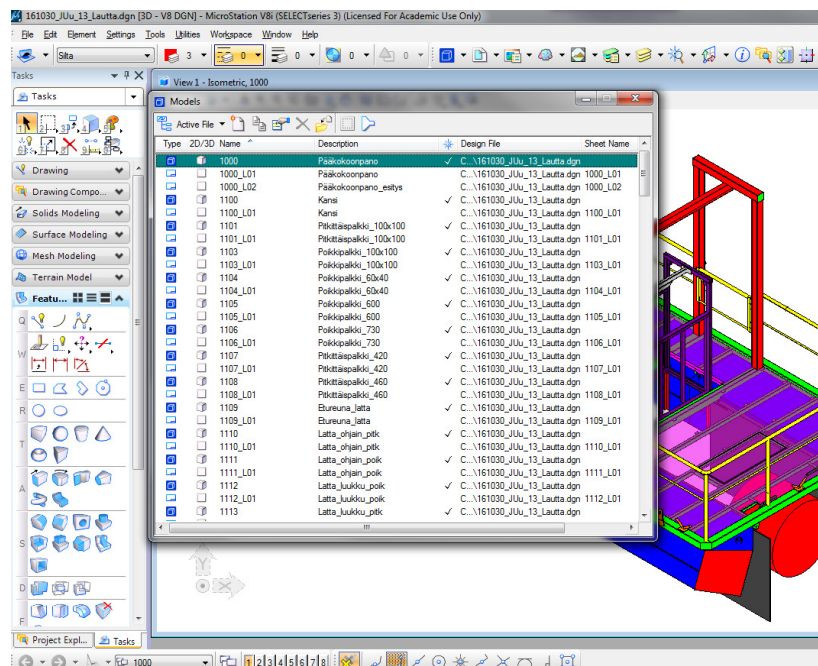 161030_JUu_13_Lautta.dgn [3D - V8 DGN] - MicroStation V8i (SELECTseries 3) (Licensed For Academic Use Only)
File Edit Element Settings Tools Utilities Workspace Window Help
Silta 3 0 0 0 0
Tasks
View 1 - Isometric, 1000
Tasks
Models
Active File
Type 2D/3D Name Description Design File Sheet Name
1000 Pääkokoonpano ✓ C...\161030_JUu_13_Lautta.dgn
1000_L01 Pääkokoonpano C...\161030_JUu_13_Lautta.dgn 1000_L01
1000_L02 Pääkokoonpano_esitys C...\161030_JUu_13_Lautta.dgn 1000_L02
1100 Kansi ✓ C...\161030_JUu_13_Lautta.dgn
1100_L01 Kansi C...\161030_JUu_13_Lautta.dgn 1100_L01
1101 Pitkittäispalkki_100x100 ✓ C...\161030_JUu_13_Lautta.dgn
1101_L01 Pitkittäispalkki_100x100 C...\161030_JUu_13_Lautta.dgn 1101_L01
1103 Poikkipalkki_100x100 ✓ C...\161030_JUu_13_Lautta.dgn
1103_L01 Poikkipalkki_100x100 C...\161030_JUu_13_Lautta.dgn 1103_L01
1104 Poikkipalkki_60x40 ✓ C...\161030_JUu_13_Lautta.dgn
1104_L01 Poikkipalkki_60x40 C...\161030_JUu_13_Lautta.dgn 1104_L01
1105 Poikkipalkki_600 ✓ C...\161030_JUu_13_Lautta.dgn
1105_L01 Poikkipalkki_600 C...\161030_JUu_13_Lautta.dgn 1105_L01
1106 Poikkipalkki_730 ✓ C...\161030_JUu_13_Lautta.dgn
1106_L01 Poikkipalkki_730 C...\161030_JUu_13_Lautta.dgn 1106_L01
1107 Pitkittäispalkki_420 ✓ C...\161030_JUu_13_Lautta.dgn
1107_L01 Pitkittäispalkki_420 C...\161030_JUu_13_Lautta.dgn 1107_L01
1108 Pitkittäispalkki_460 ✓ C...\161030_JUu_13_Lautta.dgn
1108_L01 Pitkittäispalkki_460 C...\161030_JUu_13_Lautta.dgn 1108_L01
1109 Etureuna_latta ✓ C...\161030_JUu_13_Lautta.dgn
1109_L01 Etureuna_latta C...\161030_JUu_13_Lautta.dgn 1109_L01
1110 Latta_ohjain_pitk ✓ C...\161030_JUu_13_Lautta.dgn
1110_L01 Latta_ohjain_pitk C...\161030_JUu_13_Lautta.dgn 1110_L01
1111 Latta_ohjain_poik ✓ C...\161030_JUu_13_Lautta.dgn
1111_L01 Latta_ohjain_poik C...\161030_JUu_13_Lautta.dgn 1111_L01
1112 Latta_luukku_poik ✓ C...\161030_JUu_13_Lautta.dgn
1112_L01 Latta_luukku_poik C...\161030_JUu_13_Lautta.dgn 1112_L01
1113 Latta_luukku_pitk ✓ C...\161030_JUu_13_Lautta.dgn
Drawing
Drawing Compo...
Solids Modeling
Surface Modeling
Mesh Modeling
Terrain Model
Featu...
Q
W
E
R
T
A
S
D
F
Y
X
Project Expl... Tasks
1000 1 2 3 4 5 6 7 8